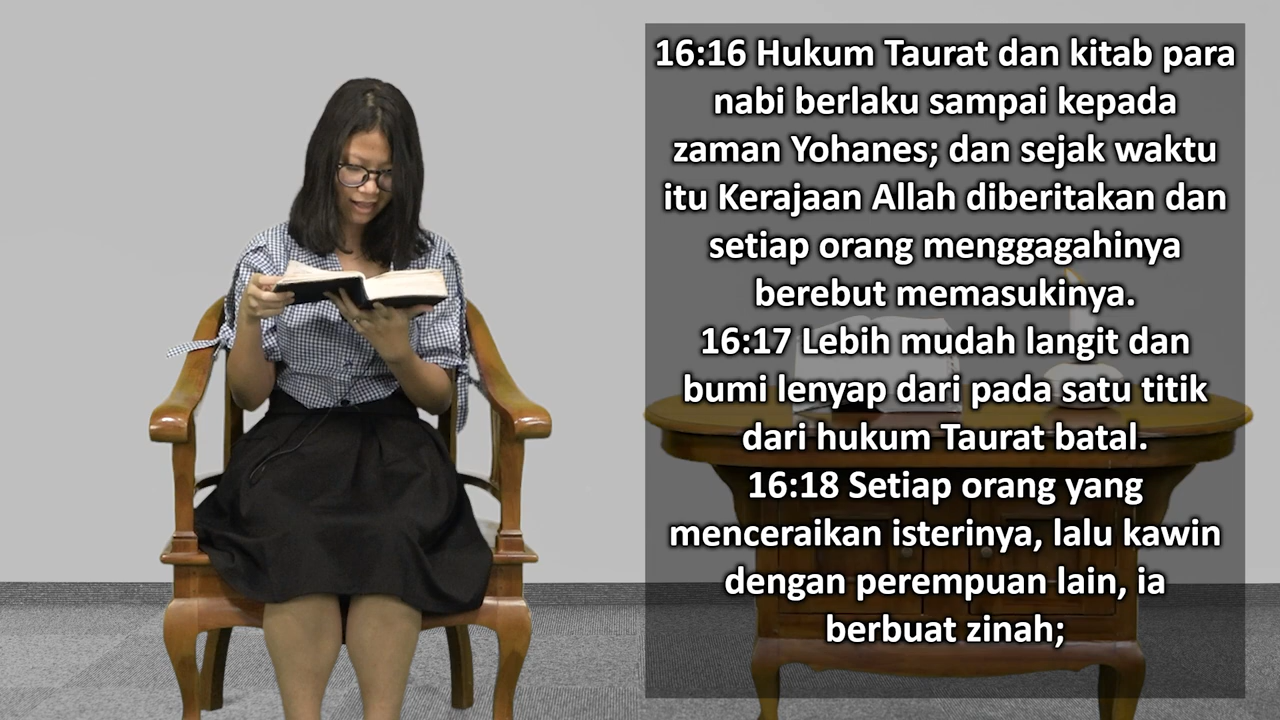 16:16 Hukum Taurat dan kitab para
nabi berlaku sampai kepada
zaman Yohanes; dan sejak waktu
itu Kerajaan Allah diberitakan dan
setiap orang menggagahinya
berebut memasukinya.
16:17 Lebih mudah langit dan
bumi lenyap dari pada satu titik
dari hukum Taurat batal.
16:18 Setiap orang yang
menceraikan isterinya, lalu kawin
dengan perempuan lain, ia
berbuat zinah;